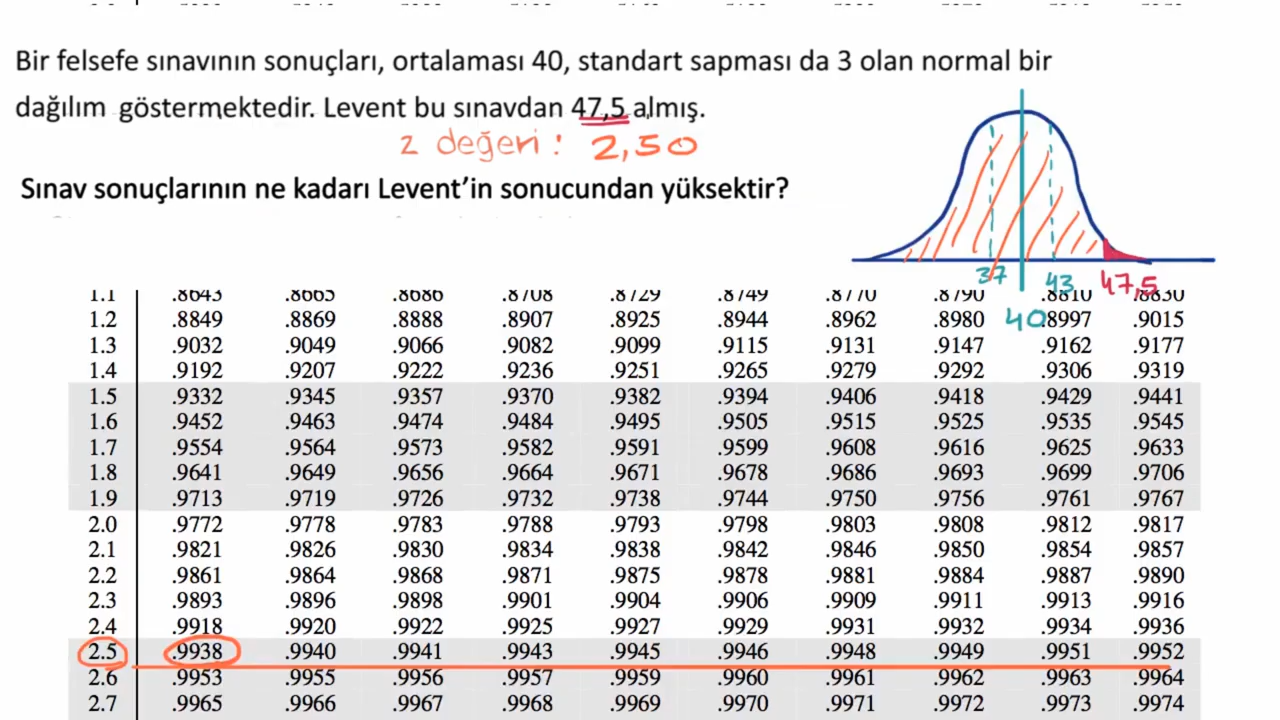 Bir felsefe sınavının sonuçları, ortalaması 40, standart sapması da 3 olan normal bir
dağılım göstermektedir. Levent bu sınavdan 47,5 almış.
z değeri : 2,50
Sınav sonuçlarının ne kadarı Levent'in sonucundan yüksektir?
37 43 47,5
40
1.1 .8643 .8665 .8686 .8708 .8729 .8749 .8770 .8790 .8810 .8830
1.2 .8849 .8869 .8888 .8907 .8925 .8944 .8962 .8980 .8997 .9015
1.3 .9032 .9049 .9066 .9082 .9099 .9115 .9131 .9147 .9162 .9177
1.4 .9192 .9207 .9222 .9236 .9251 .9265 .9279 .9292 .9306 .9319
1.5 .9332 .9345 .9357 .9370 .9382 .9394 .9406 .9418 .9429 .9441
1.6 .9452 .9463 .9474 .9484 .9495 .9505 .9515 .9525 .9535 .9545
1.7 .9554 .9564 .9573 .9582 .9591 .9599 .9608 .9616 .9625 .9633
1.8 .9641 .9649 .9656 .9664 .9671 .9678 .9686 .9693 .9699 .9706
1.9 .9713 .9719 .9726 .9732 .9738 .9744 .9750 .9756 .9761 .9767
2.0 .9772 .9778 .9783 .9788 .9793 .9798 .9803 .9808 .9812 .9817
2.1 .9821 .9826 .9830 .9834 .9838 .9842 .9846 .9850 .9854 .9857
2.2 .9861 .9864 .9868 .9871 .9875 .9878 .9881 .9884 .9887 .9890
2.3 .9893 .9896 .9898 .9901 .9904 .9906 .9909 .9911 .9913 .9916
2.4 .9918 .9920 .9922 .9925 .9927 .9929 .9931 .9932 .9934 .9936
2.5 .9938 .9940 .9941 .9943 .9945 .9946 .9948 .9949 .9951 .9952
2.6 .9953 .9955 .9956 .9957 .9959 .9960 .9961 .9962 .9963 .9964
2.7 .9965 .9966 .9967 .9968 .9969 .9970 .9971 .9972 .9973 .9974